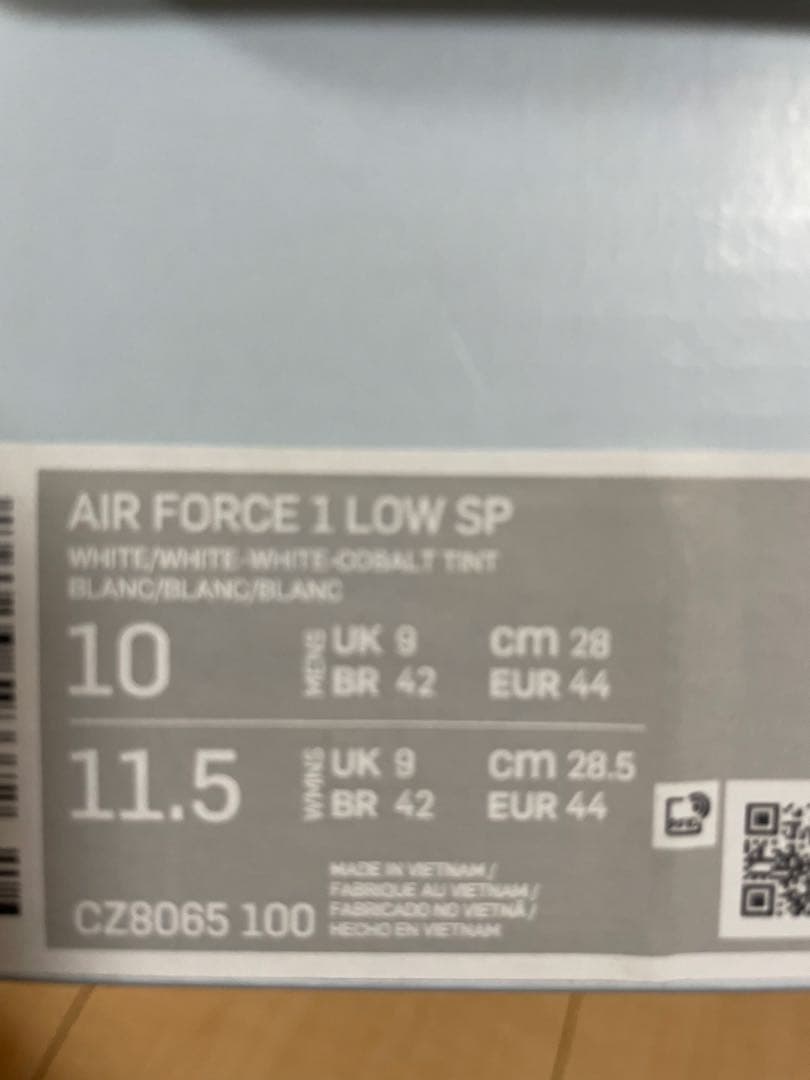 AIR FORCE 1 LOW SP
WHITE/WHITE-WHITE-COBALT TINT
BLANC/BLANC/BLANC
10 MENS UK 9 cm 28
BR 42 EUR 44
11.5 WMNS UK 9 cm 28.5
BR 42 EUR 44
CZ8065 100
MADE IN VIETNAM /
FABRIQUE AU VIETNAM /
FABRICADO NO VIETNÃ /
HECHO EN VIETNAM